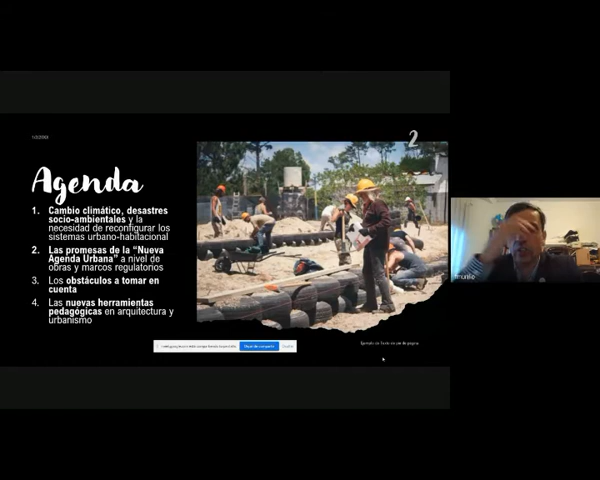 2
Agenda
1. Cambio climático, desastres
socio-ambientales y la
necesidad de reconfigurar los
sistemas urbano-habitacional
2. Las promesas de la “Nueva
Agenda Urbana” a nivel de
obras y marcos regulatorios
3. Los obstáculos a tomar en
cuenta
4. Las nuevas herramientas
pedagógicas en arquitectura y
urbanismo